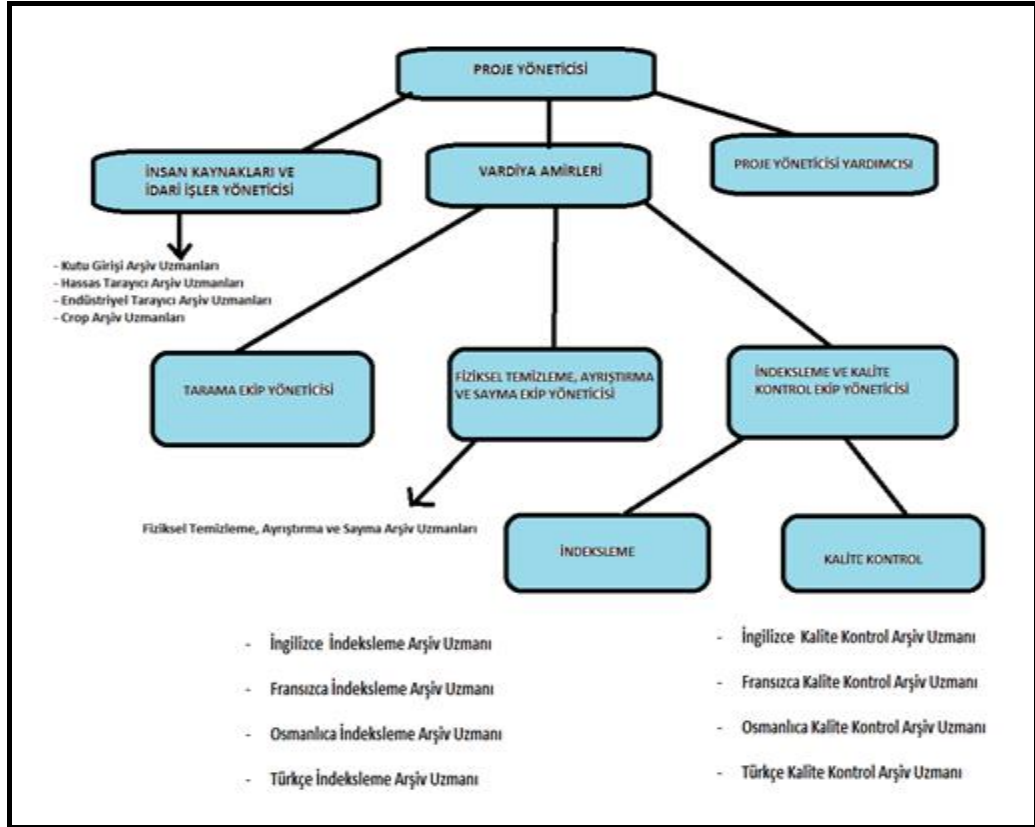 PROJE YÖNETİCİSİ
İNSAN KAYNAKLARI VE
İDARİ İŞLER YÖNETİCİSİ
VARDİYA AMİRLERİ
PROJE YÖNETİCİSİ YARDIMCISI
- Kutu Girişi Arşiv Uzmanları
- Hassas Tarayıcı Arşiv Uzmanları
- Endüstriyel Tarayıcı Arşiv Uzmanları
- Crop Arşiv Uzmanları
TARAMA EKİP YÖNETİCİSİ
FİZİKSEL TEMİZLEME, AYRIŞTIRMA
VE SAYMA EKİP YÖNETİCİSİ
İNDEKSLEME VE KALİTE
KONTROL EKİP YÖNETİCİSİ
Fiziksel Temizleme, Ayrıştırma ve Sayma Arşiv Uzmanları
İNDEKSLEME
KALİTE KONTROL
- İngilizce İndeksleme Arşiv Uzmanı
- Fransızca İndeksleme Arşiv Uzmanı
- Osmanlıca İndeksleme Arşiv Uzmanı
- Türkçe İndeksleme Arşiv Uzmanı
- İngilizce Kalite Kontrol Arşiv Uzmanı
- Fransızca Kalite Kontrol Arşiv Uzmanı
- Osmanlıca Kalite Kontrol Arşiv Uzmanı
- Türkçe Kalite Kontrol Arşiv Uzmanı